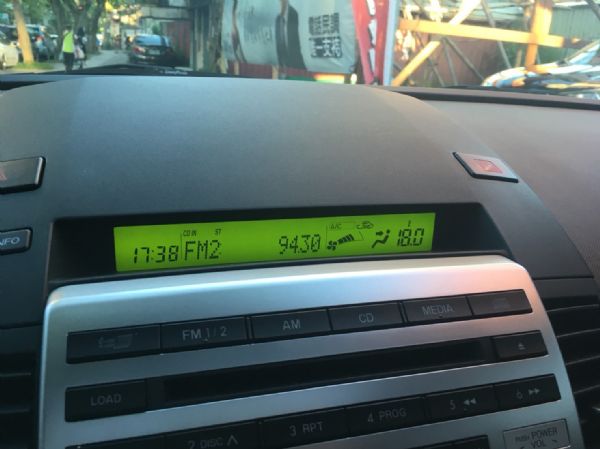 INFO
CD IN ST A/C
17:38 FM2 94.30 18.0
FM 1/2 AM CD MEDIA
LOAD
2 DISC ∧ 3 RPT 4 PROG 5 ◀◀ 6 ▶▶
PUSH POWER
VOL